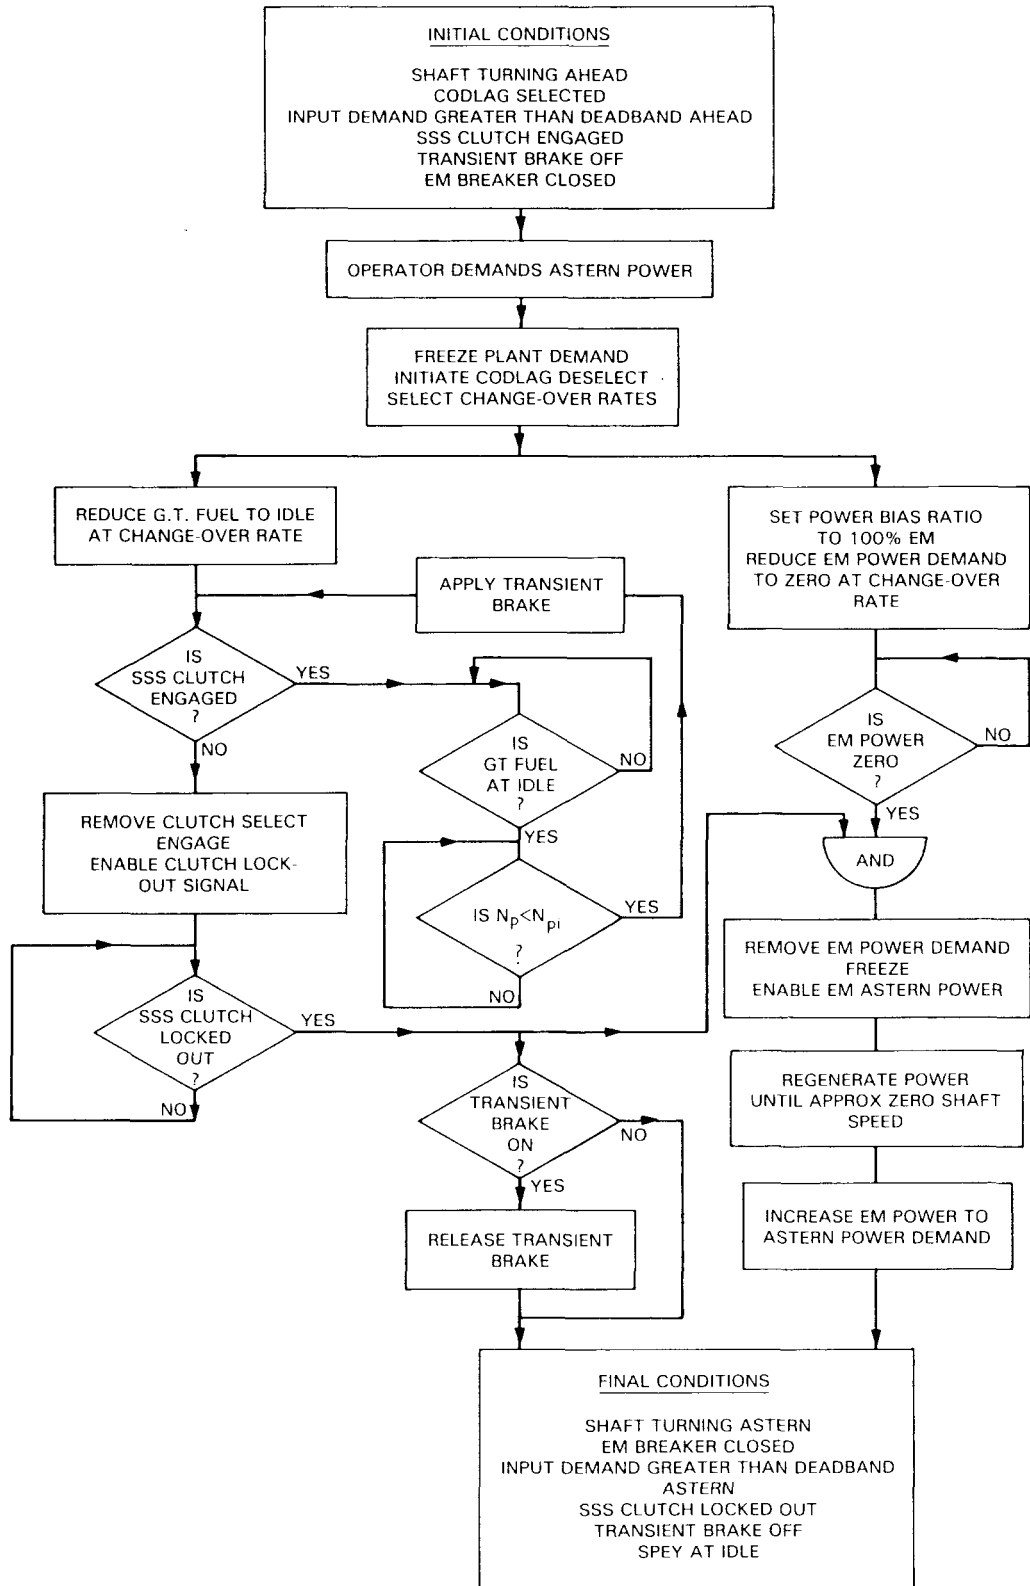 INITIAL CONDITIONS
SHAFT TURNING AHEAD
CODLAG SELECTED
INPUT DEMAND GREATER THAN DEADBAND AHEAD
SSS CLUTCH ENGAGED
TRANSIENT BRAKE OFF
EM BREAKER CLOSED
OPERATOR DEMANDS ASTERN POWER
FREEZE PLANT DEMAND
INITIATE CODLAG DESELECT
SELECT CHANGE-OVER RATES
REDUCE G.T. FUEL TO IDLE
AT CHANGE-OVER RATE
SET POWER BIAS RATIO
TO 100% EM
REDUCE EM POWER DEMAND
TO ZERO AT CHANGE-OVER
RATE
APPLY TRANSIENT
BRAKE
IS
SSS CLUTCH
ENGAGED
?
YES
NO
IS
GT FUEL
AT IDLE
?
NO
YES
IS
EM POWER
ZERO
?
NO
YES
REMOVE CLUTCH SELECT
ENGAGE
ENABLE CLUTCH LOCK-
OUT SIGNAL
IS Np<Npi
?
YES
NO
AND
REMOVE EM POWER DEMAND
FREEZE
ENABLE EM ASTERN POWER
IS
SSS CLUTCH
LOCKED
OUT
?
YES
NO
IS
TRANSIENT
BRAKE
ON
?
NO
YES
REGENERATE POWER
UNTIL APPROX ZERO SHAFT
SPEED
RELEASE TRANSIENT
BRAKE
INCREASE EM POWER TO
ASTERN POWER DEMAND
FINAL CONDITIONS
SHAFT TURNING ASTERN
EM BREAKER CLOSED
INPUT DEMAND GREATER THAN DEADBAND
ASTERN
SSS CLUTCH LOCKED OUT
TRANSIENT BRAKE OFF
SPEY AT IDLE